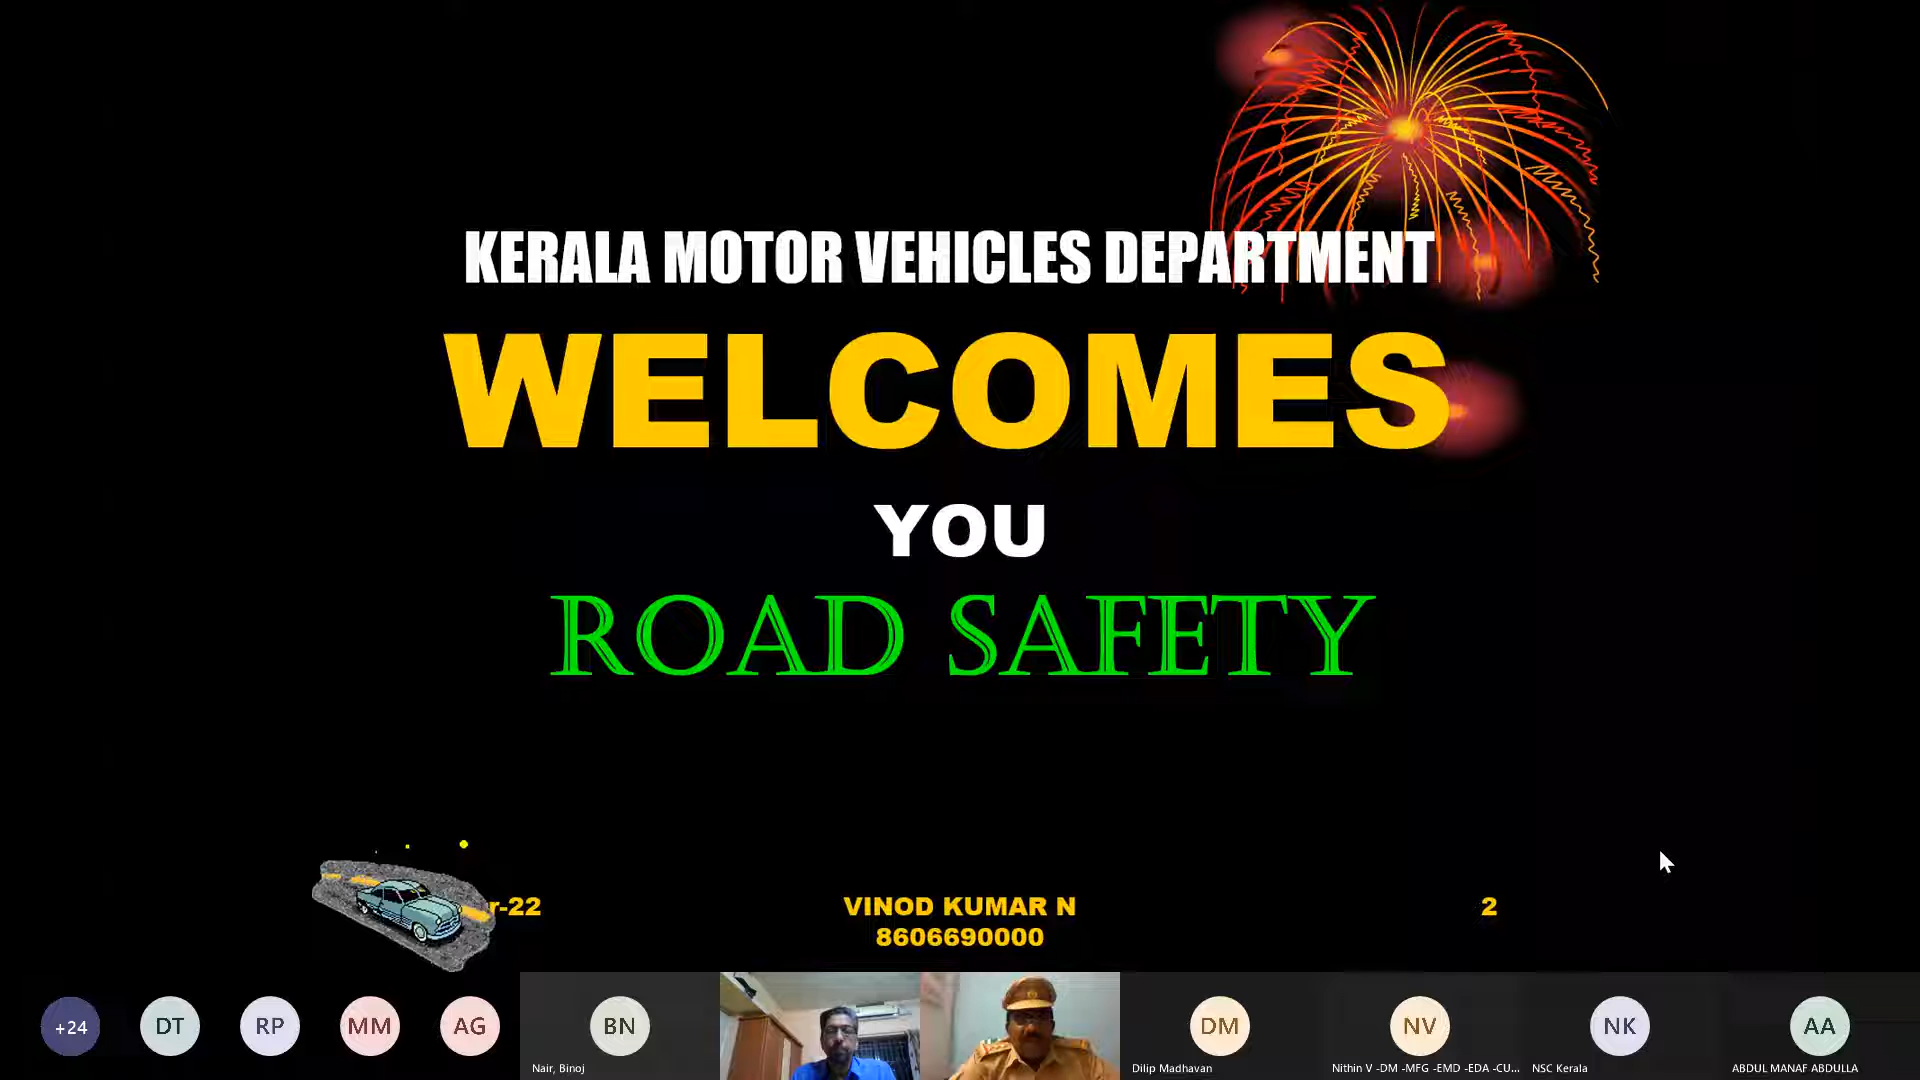 KERALA MOTOR VEHICLES DEPARTMENT
WELCOMES
YOU
ROAD SAFETY
r-22
VINOD KUMAR N
8606690000
2
+24
DT
RP
MM
AG
BN
DM
NV
NK
AA
Nair, Binoj
Dilip Madhavan
Nithin V -DM -MFG -EMD -EDA -CU...
NSC Kerala
ABDUL MANAF ABDULLA